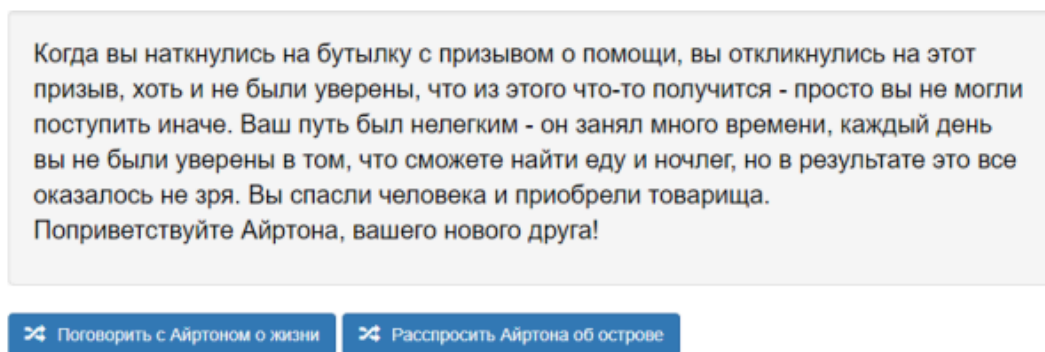 Когда вы наткнулись на бутылку с призывом о помощи, вы откликнулись на этот
призыв, хоть и не были уверены, что из этого что-то получится - просто вы не могли
поступить иначе. Ваш путь был нелегким - он занял много времени, каждый день
вы не были уверены в том, что сможете найти еду и ночлег, но в результате это все
оказалось не зря. Вы спасли человека и приобрели товарища.
Поприветствуйте Айртона, вашего нового друга!
Поговорить с Айртоном о жизни Расспросить Айртона об острове